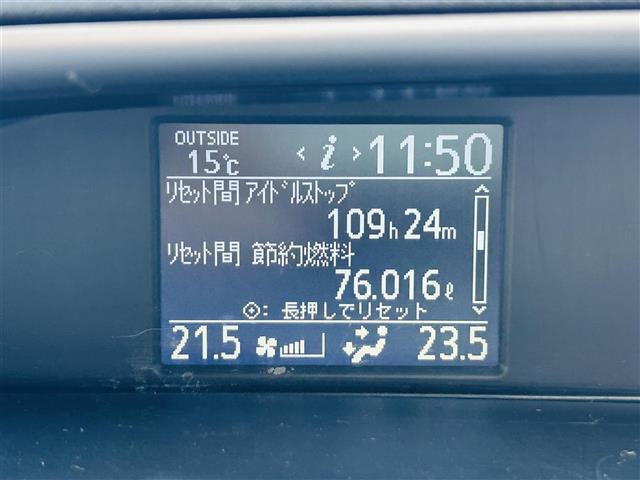 OUTSIDE
15℃
< i > 11:50
リセット間 アイドルストップ
109h24m
リセット間 節約燃料
76.016ℓ
: 長押しでリセット
21.5 23.5